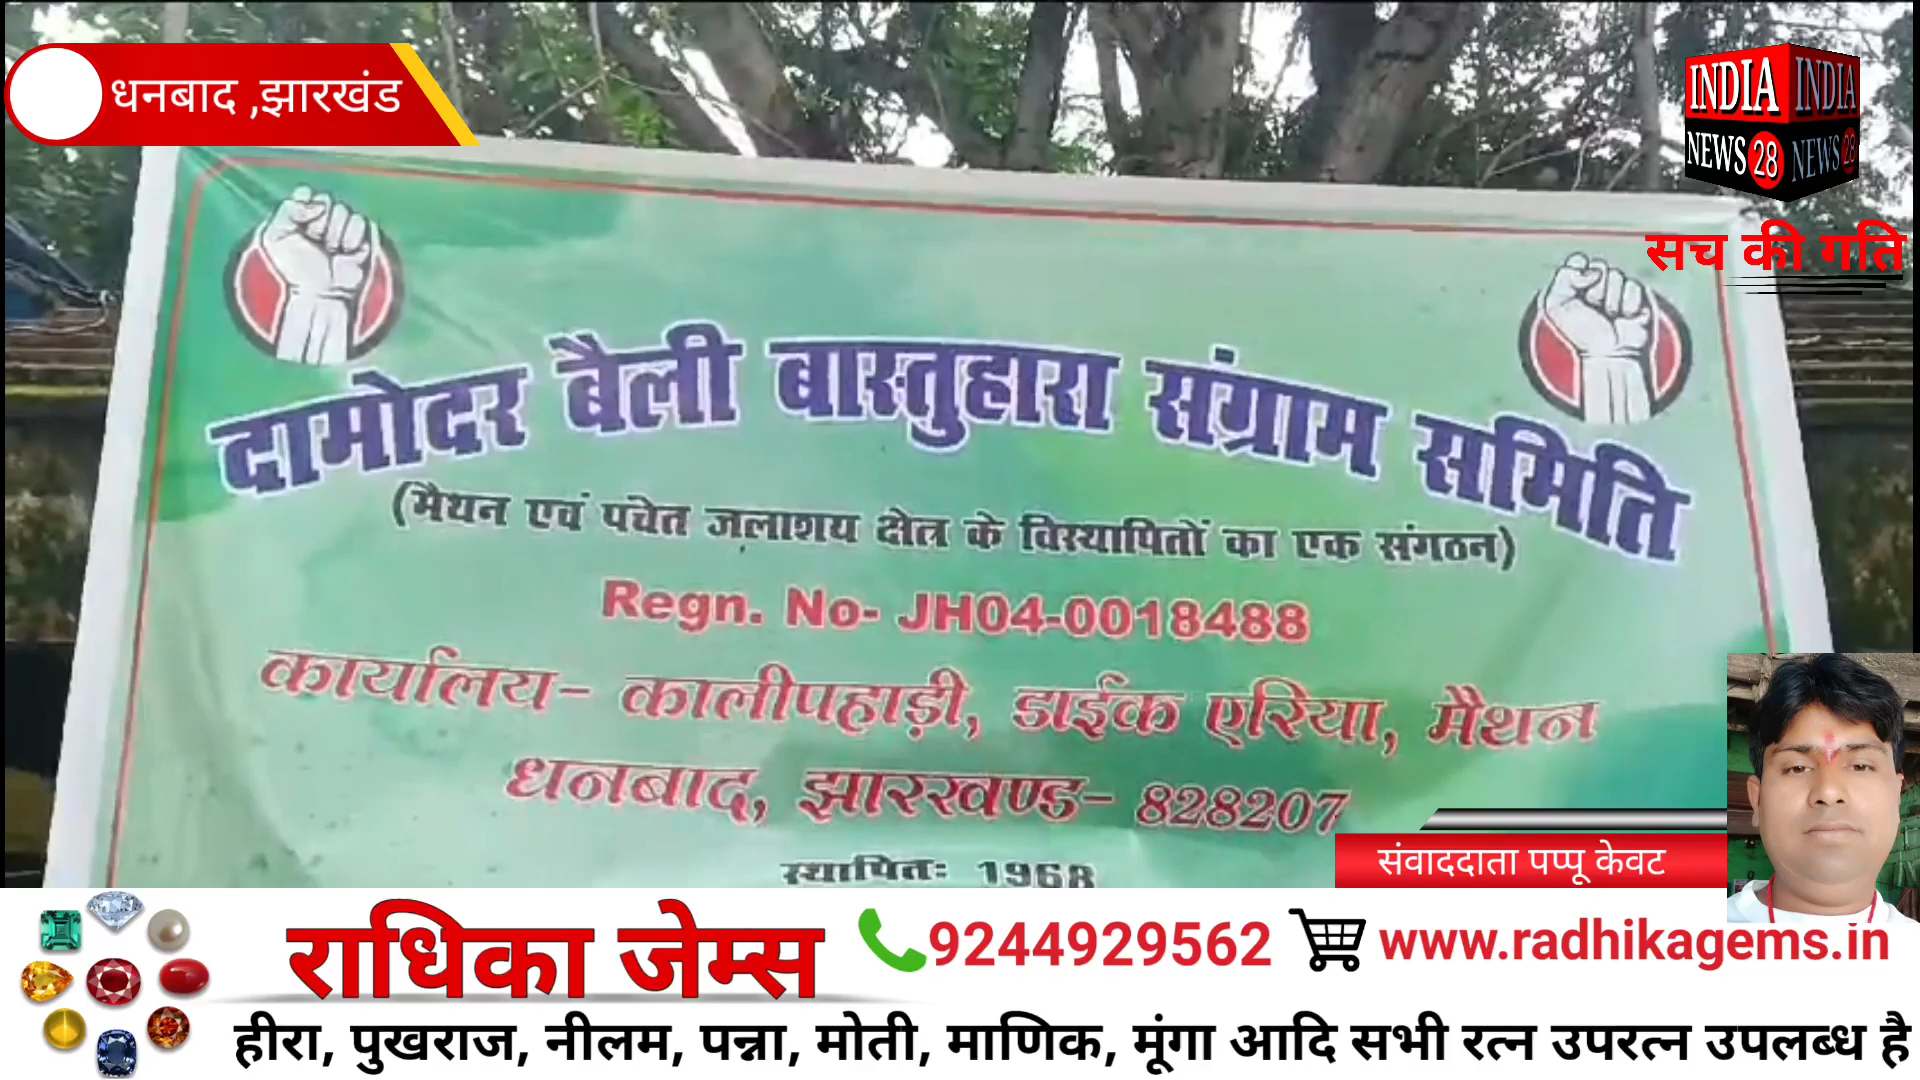 धनबाद ,झारखंड
INDIA INDIA
NEWS 28 NEWS 28
सच की गति
दामोदर बैली बास्तुहारा संग्राम समिति
(मैथन एवं पचेत जलाशय क्षेत्र के विस्थापितों का एक संगठन)
Regn. No- JH04-0018488
कार्यालय- कालीपहाड़ी, डाईक एरिया, मैथन
धनबाद, झारखण्ड- 828207
स्थापितः 1968
संवाददाता पप्पू केवट
राधिका जेम्स
9244929562
www.radhikagems.in
हीरा, पुखराज, नीलम, पन्ना, मोती, माणिक, मूंगा आदि सभी रत्न उपरत्न उपलब्ध है